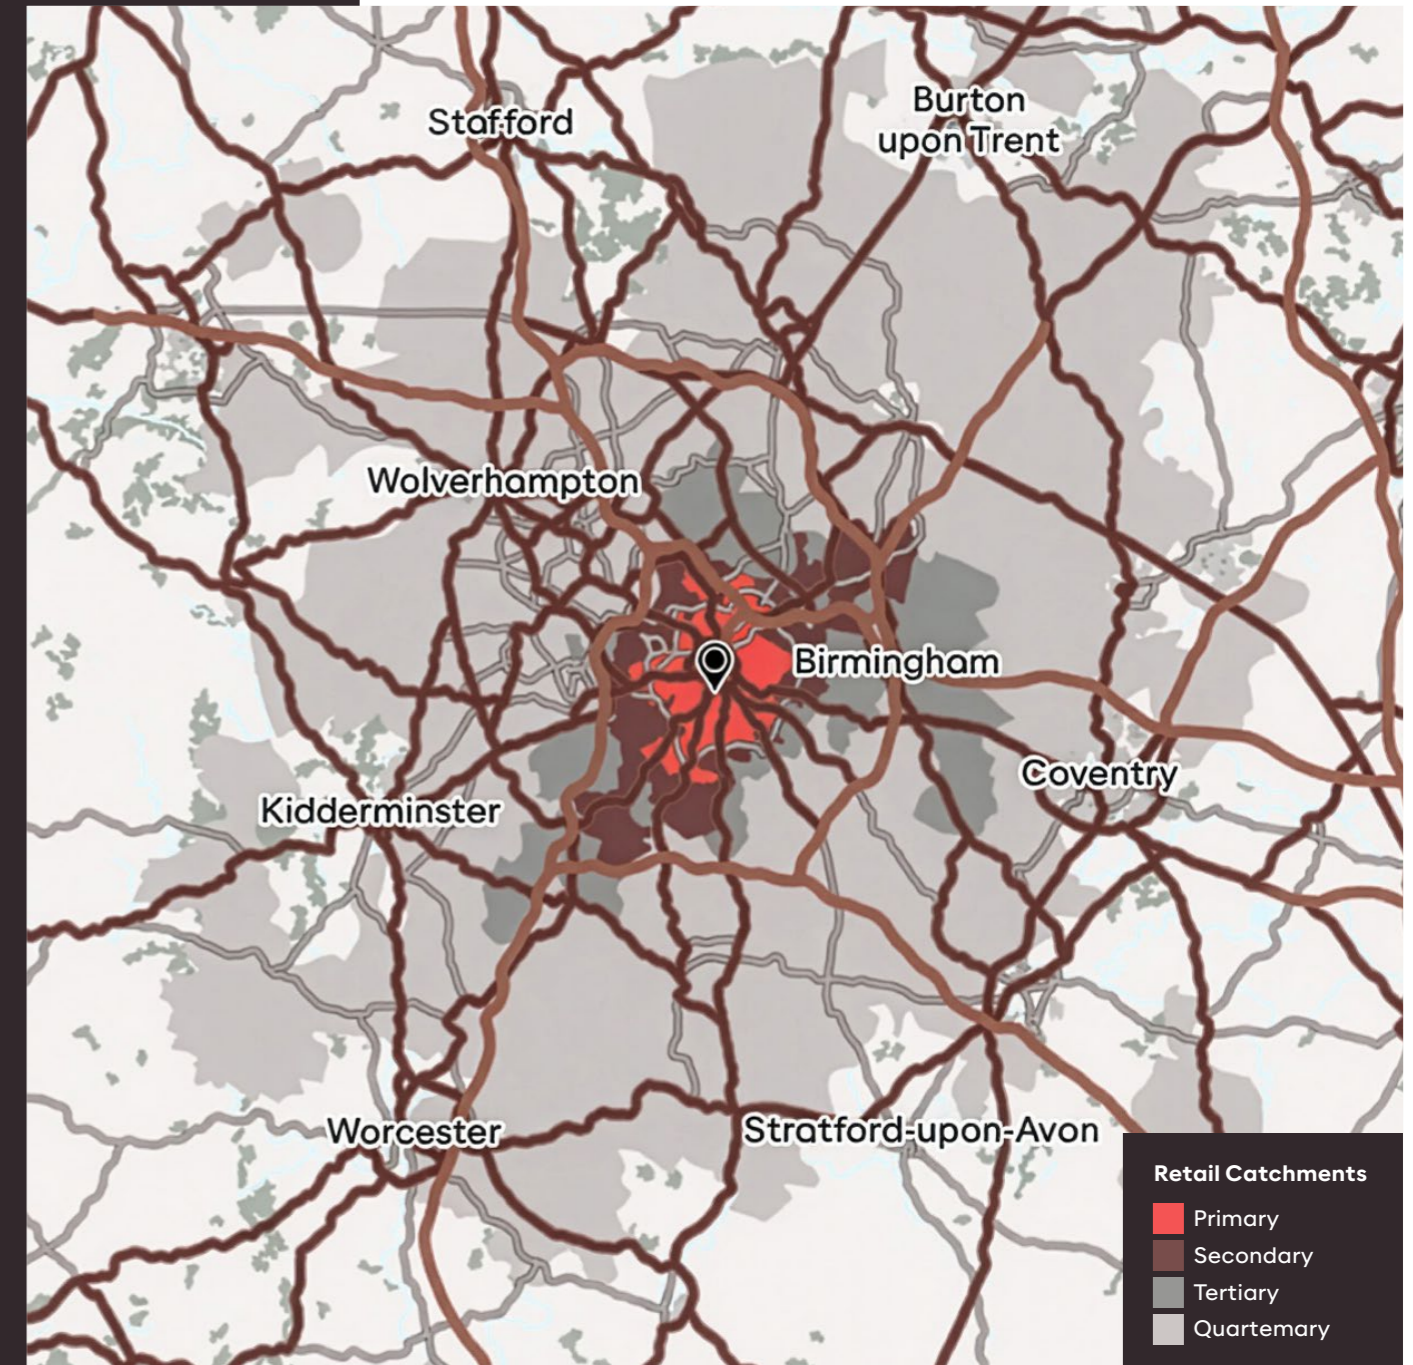 Stafford
Burton
upon Trent
Wolverhampton
Birmingham
Coventry
Kidderminster
Worcester
Stratford-upon-Avon
Retail Catchments
Primary
Secondary
Tertiary
Quartemary